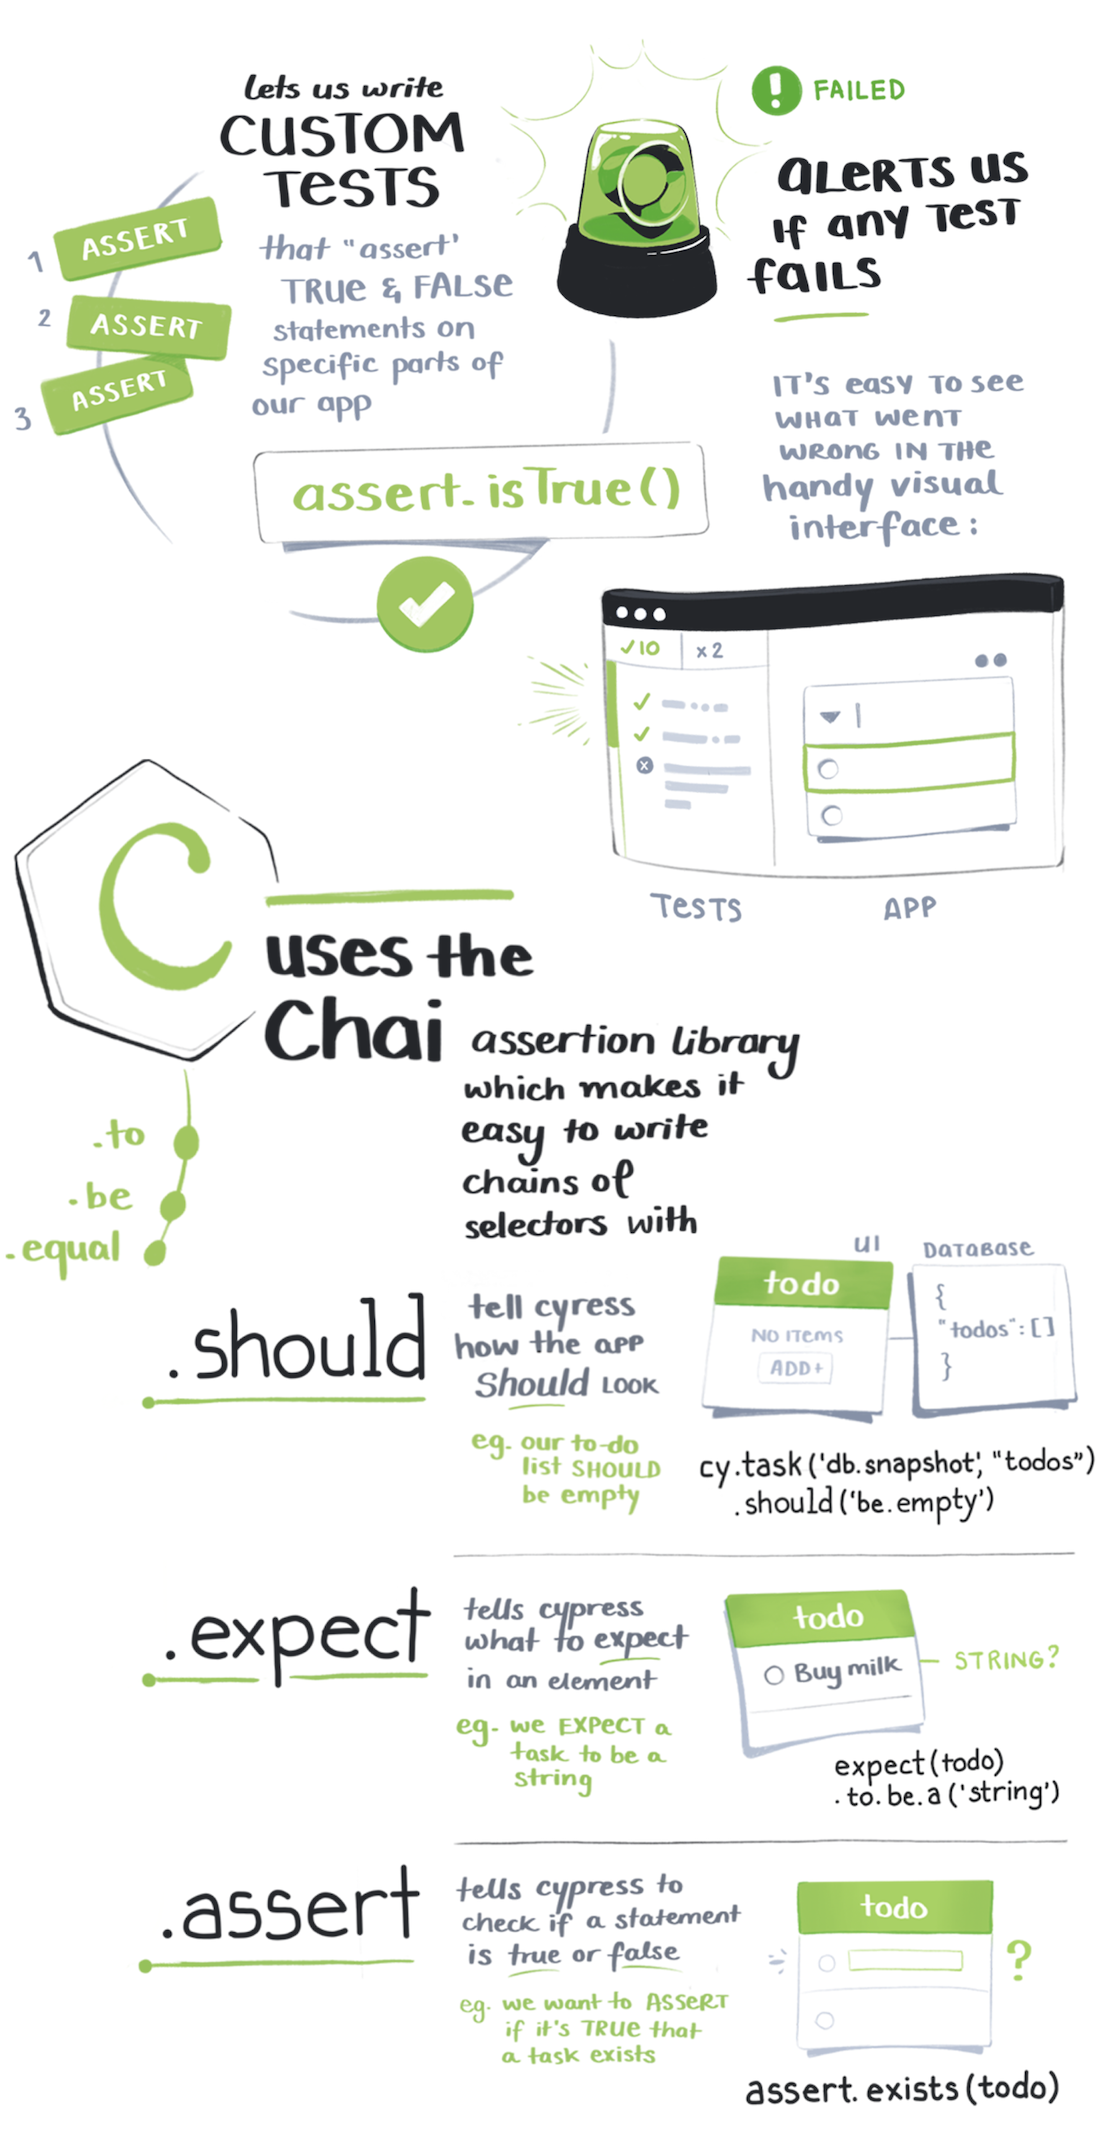 lets us write
CUSTOM
TESTS
that "assert'
TRUE & FALSE
statements on
specific parts of
our app
1 ASSERT
2 ASSERT
3 ASSERT
assert.isTrue()
! FAILED
ALERTS US
IF any TEST
FAILS
IT'S easy TO see
WHAT WENT
WRONG IN THE
handy visual
interface:
✓10 x2
TESTS APP
C
uses the
Chai assertion library
which makes it
easy to write
chains of
selectors with
.to
.be
.equal
.should
tell cyress
how the APP
Should LOOK
eg. our to-do
list SHOULD
be empty
UI
todo
NO ITEMS
ADD+
DATABASE
{
"todos":[]
}
cy.task('db.snapshot', "todos")
.should('be.empty')
.expect
tells cypress
what to expect
in an element
eg. we EXPECT a
task to be a
string
todo
Buy milk
STRING?
expect(todo)
.to.be.a('string')
.assert
tells cypress to
check if a statement
is true or false
eg. we want to ASSERT
if it's TRUE that
a task exists
todo
?
assert.exists(todo)